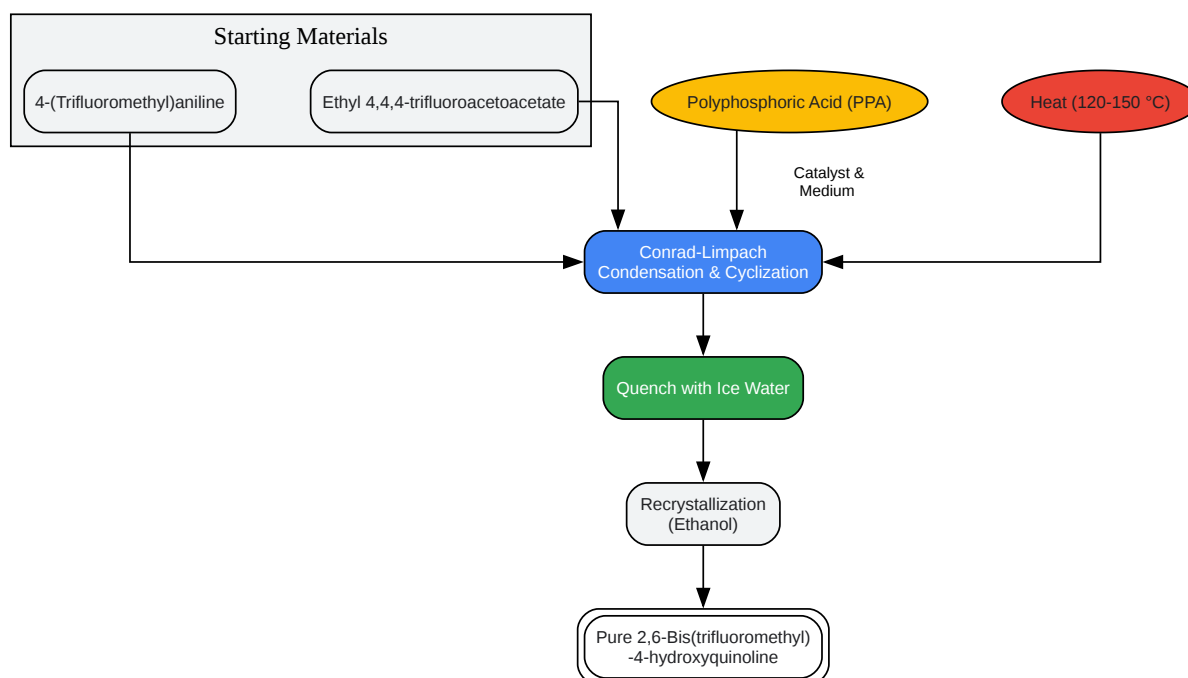 Starting Materials
4-(Trifluoromethyl)aniline
Ethyl 4,4,4-trifluoroacetoacetate
Polyphosphoric Acid (PPA)
Heat (120-150 °C)
Catalyst &
Medium
Conrad-Limpach
Condensation & Cyclization
Quench with Ice Water
Recrystallization
(Ethanol)
Pure 2,6-Bis(trifluoromethyl)
-4-hydroxyquinoline